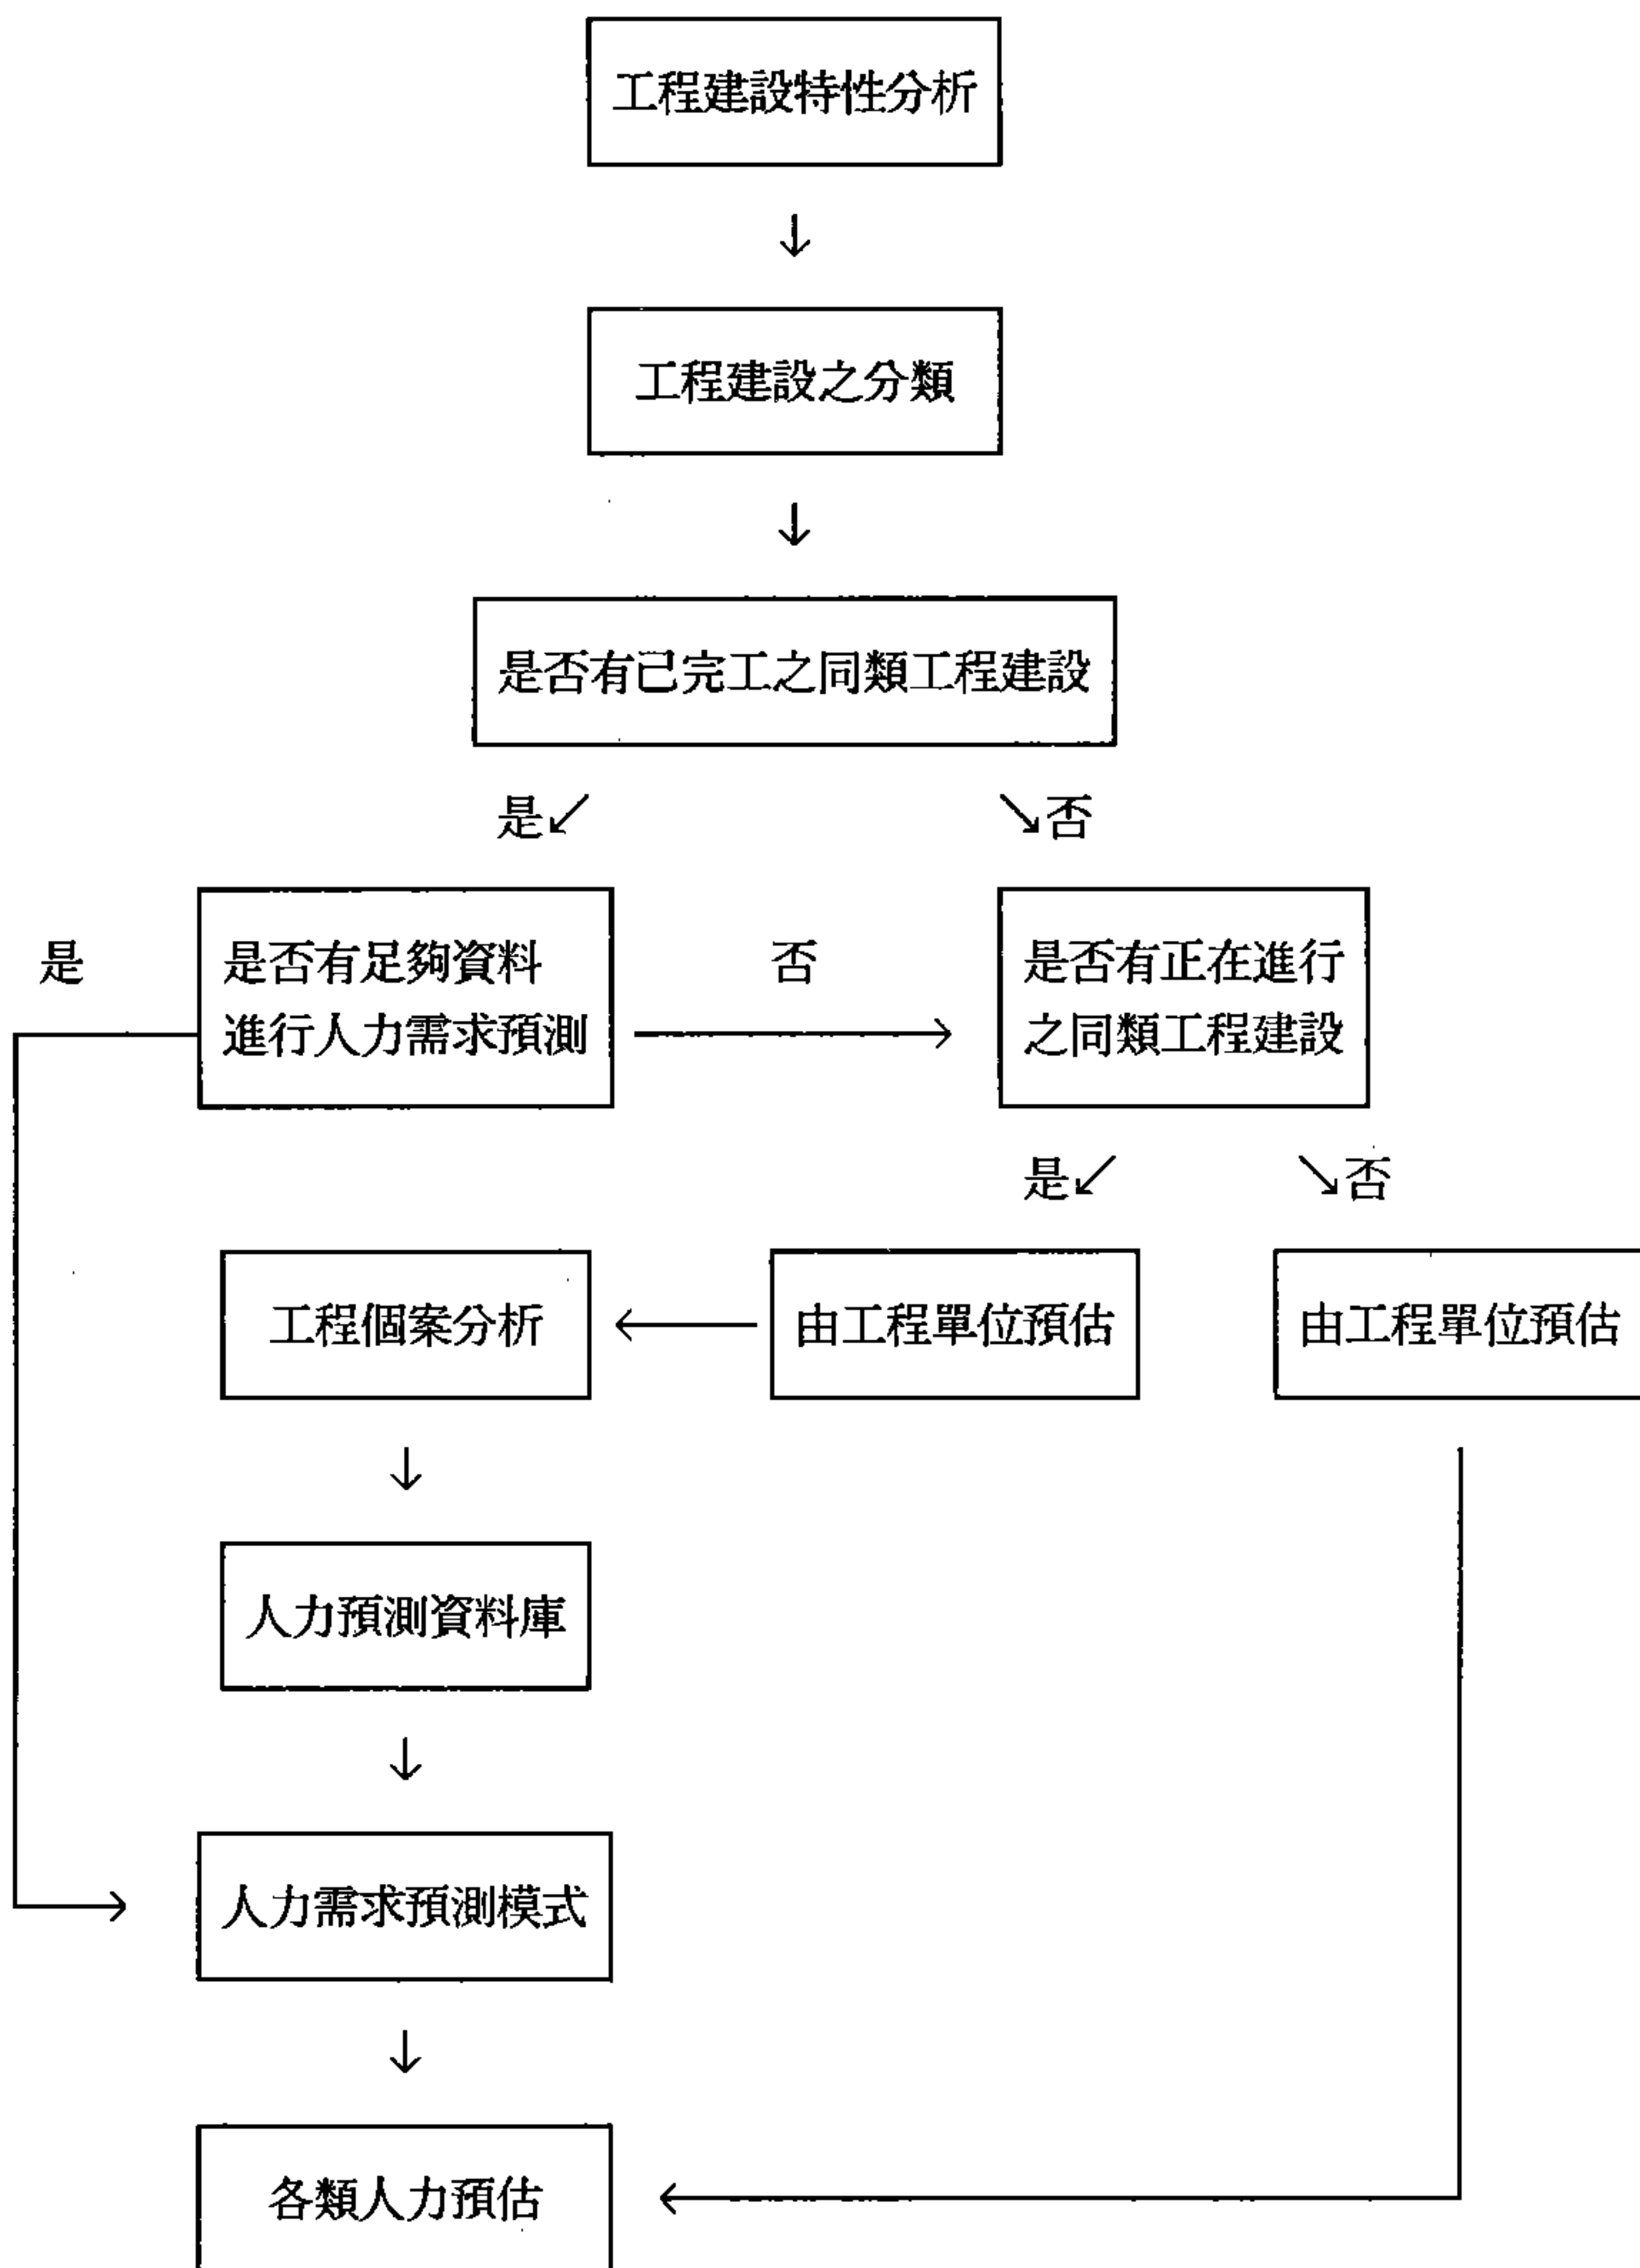 工程建設特性分析
↓
工程建設之分類
↓
是否有已完工之同類工程建設
是↙ ↘否
是 是否有足夠資料 否 是否有正在進行
進行人力需求預測 → 之同類工程建設
是↙ ↘否
工程個案分析 ← 由工程單位預估 由工程單位預估
↓
人力預測資料庫
↓
人力需求預測模式
↓
各類人力預估